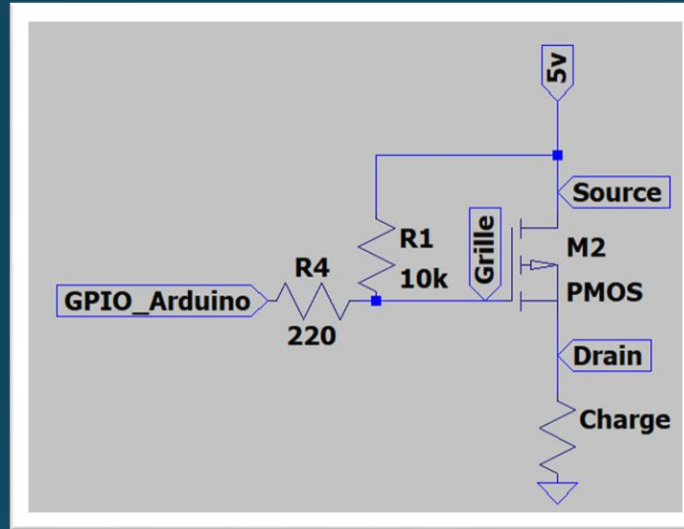 5v
Source
R1
M2
Grille
R4
10k
PMOS
GPIO_Arduino
220
Drain
Charge